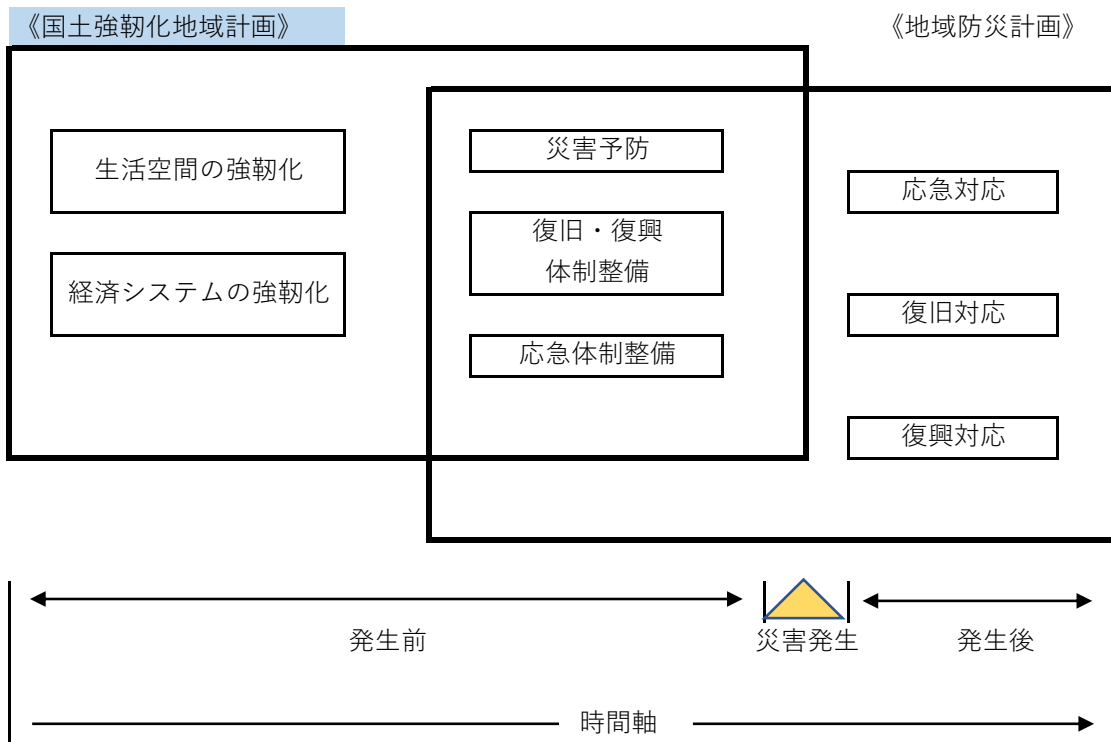 《国土強靭化地域計画》
《地域防災計画》
生活空間の強靭化
経済システムの強靭化
災害予防
復旧・復興
体制整備
応急体制整備
応急対応
復旧対応
復興対応
発生前
災害発生
発生後
時間軸